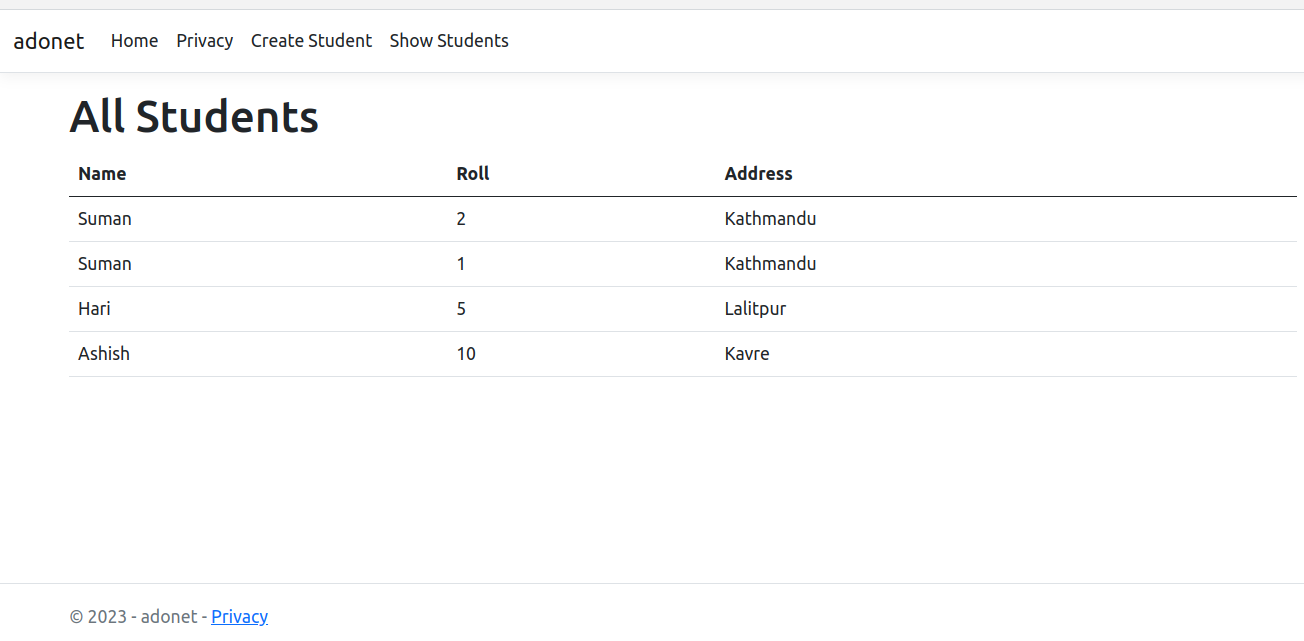 adonet Home Privacy Create Student Show Students
All Students
Name Roll Address
Suman 2 Kathmandu
Suman 1 Kathmandu
Hari 5 Lalitpur
Ashish 10 Kavre
© 2023 - adonet - Privacy